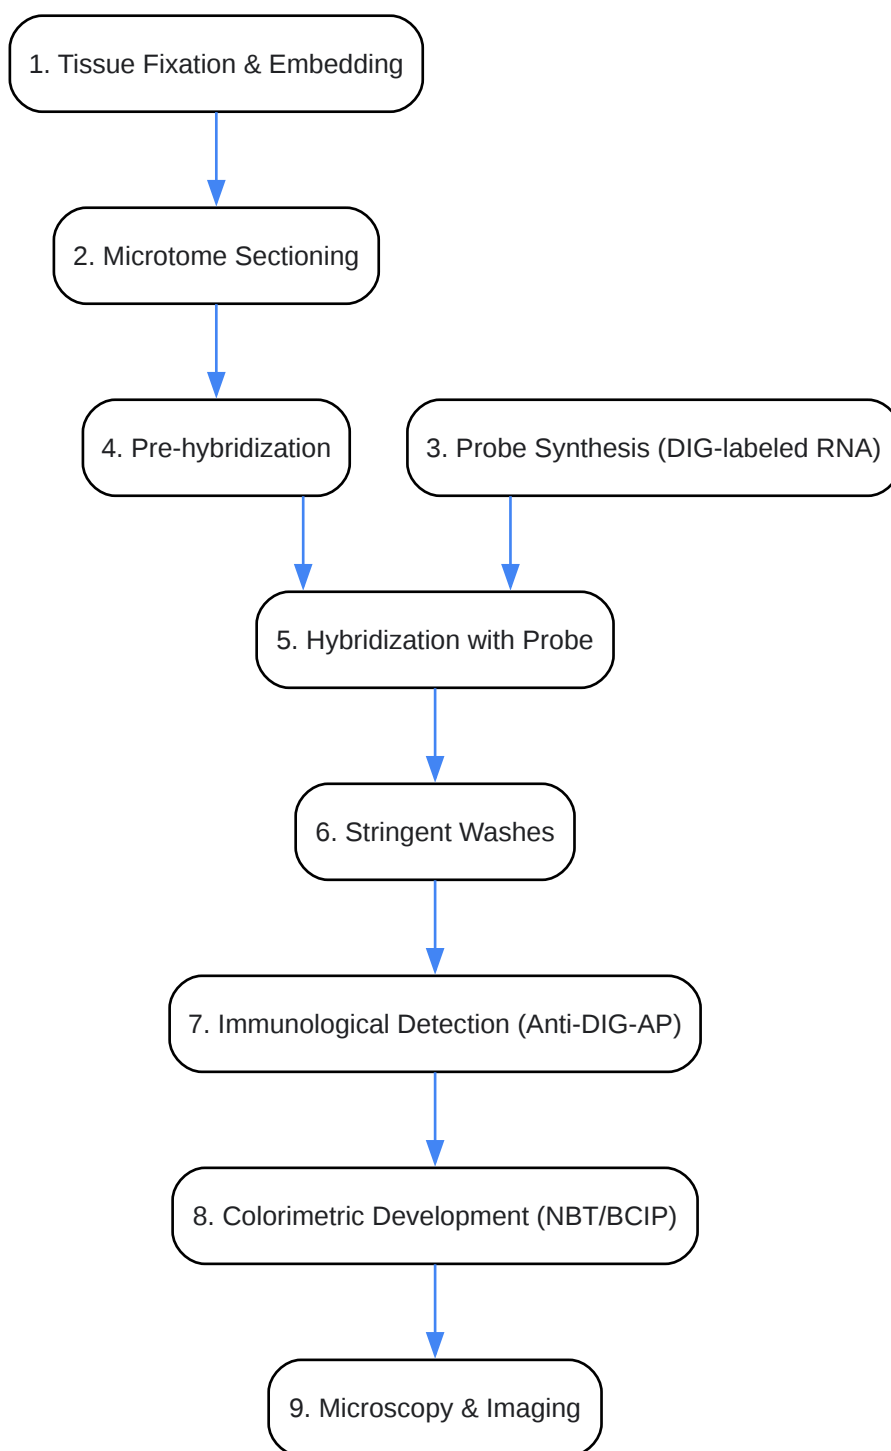 1. Tissue Fixation & Embedding
2. Microtome Sectioning
4. Pre-hybridization
3. Probe Synthesis (DIG-labeled RNA)
5. Hybridization with Probe
6. Stringent Washes
7. Immunological Detection (Anti-DIG-AP)
8. Colorimetric Development (NBT/BCIP)
9. Microscopy & Imaging